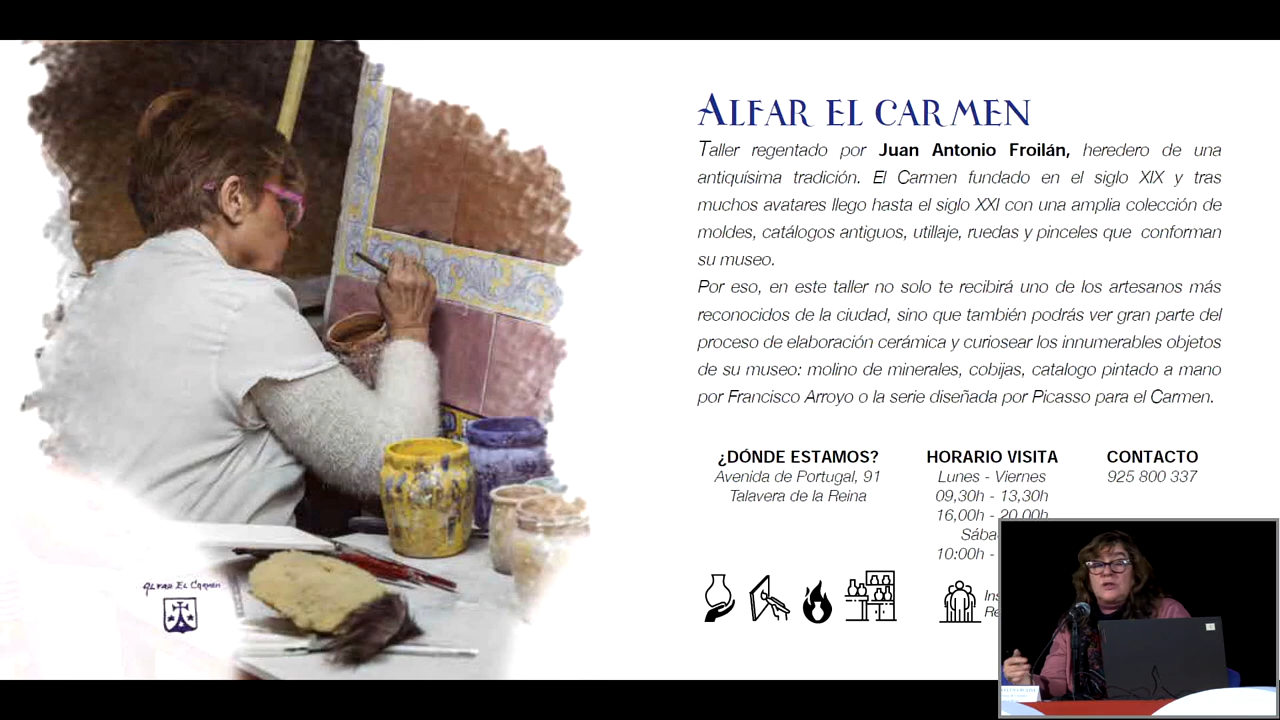 ALFAR EL CARMEN
Taller regentado por Juan Antonio Froilán, heredero de una
antiquísima tradición. El Carmen fundado en el siglo XIX y tras
muchos avatares llego hasta el siglo XXI con una amplia colección de
moldes, catálogos antiguos, utillaje, ruedas y pinceles que conforman
su museo.
Por eso, en este taller no solo te recibirá uno de los artesanos más
reconocidos de la ciudad, sino que también podrás ver gran parte del
proceso de elaboración cerámica y curiosear los innumerables objetos
de su museo: molino de minerales, cobijas, catalogo pintado a mano
por Francisco Arroyo o la serie diseñada por Picasso para el Carmen.
¿DÓNDE ESTAMOS?
Avenida de Portugal, 91
Talavera de la Reina
HORARIO VISITA
Lunes - Viernes
09,30h - 13,30h
16,00h - 20,00h
10:00h -
CONTACTO
925 800 337
ALFAR EL CARMEN